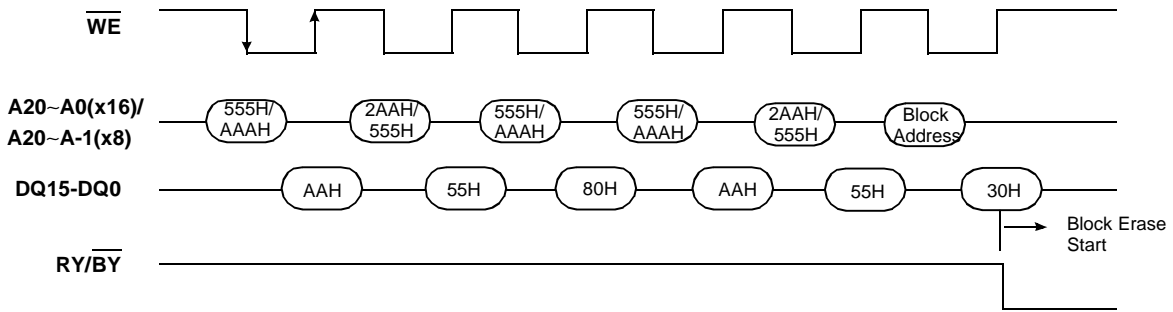 WE
A20~A0(x16)/
A20~A-1(x8)
555H/
AAAH
2AAH/
555H
555H/
AAAH
555H/
AAAH
2AAH/
555H
Block
Address
DQ15-DQ0
AAH
55H
80H
AAH
55H
30H
Block Erase
Start
RY/BY